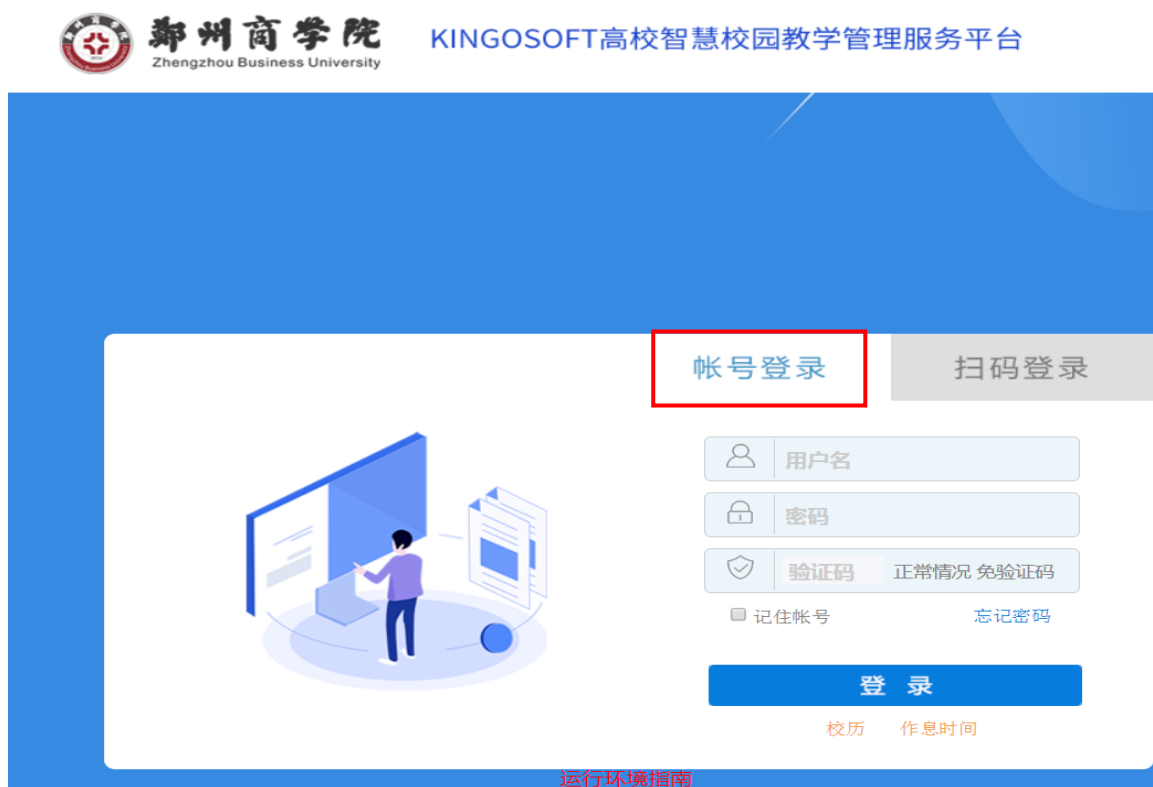 郑州商学院
Zhengzhou Business University
KINGOSOFT高校智慧校园教学管理服务平台
帐号登录
扫码登录
用户名
密码
验证码 正常情况 免验证码
记住帐号 忘记密码
登 录
校历 作息时间
运行环境指南